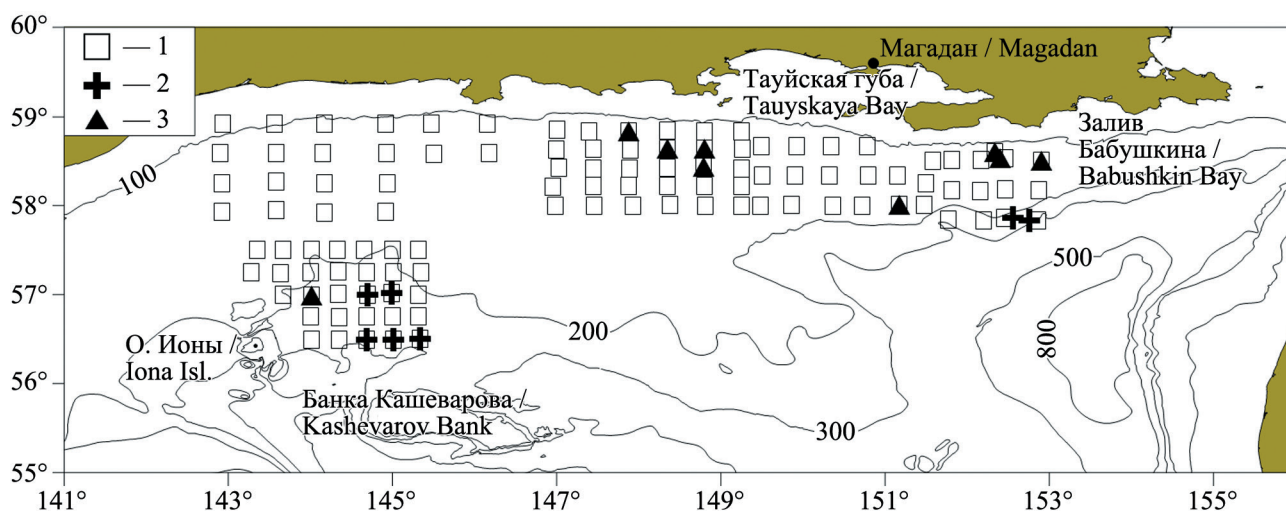 60°
59°
58°
57°
56°
55°
— 1
— 2
— 3
Магадан / Magadan
Тауйская губа /
Tauyskaya Bay
Залив
Бабушкина /
Babushkin Bay
100
500
200
800
300
О. Ионы /
Iona Isl.
Банка Кашеварова /
Kashevarov Bank
141°
143°
145°
147°
149°
151°
153°
155°